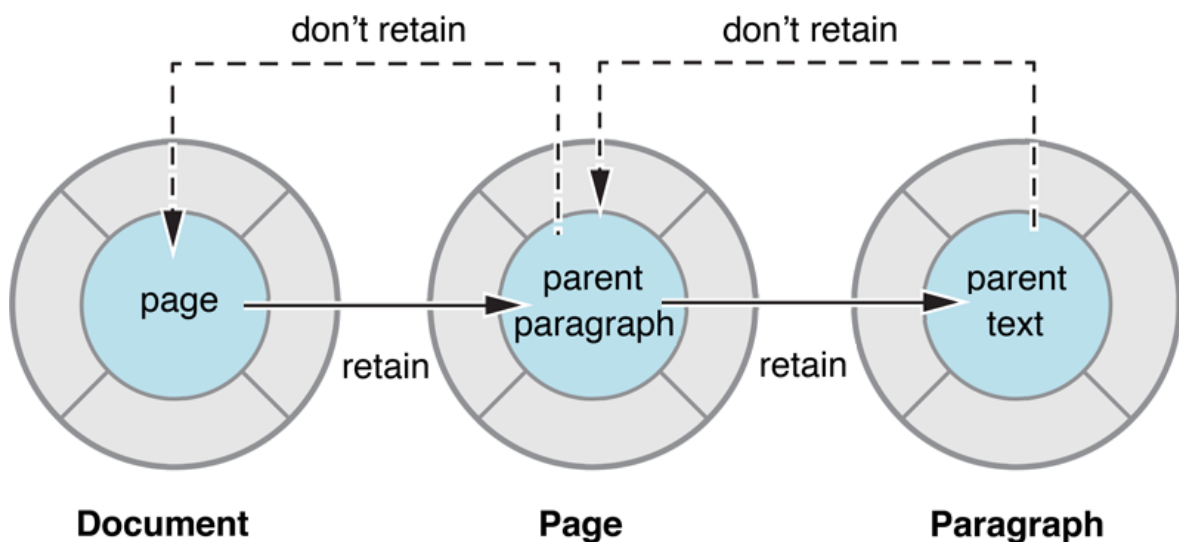 don’t retain
don’t retain
page
parent
paragraph
parent
text
retain
retain
Document
Page
Paragraph